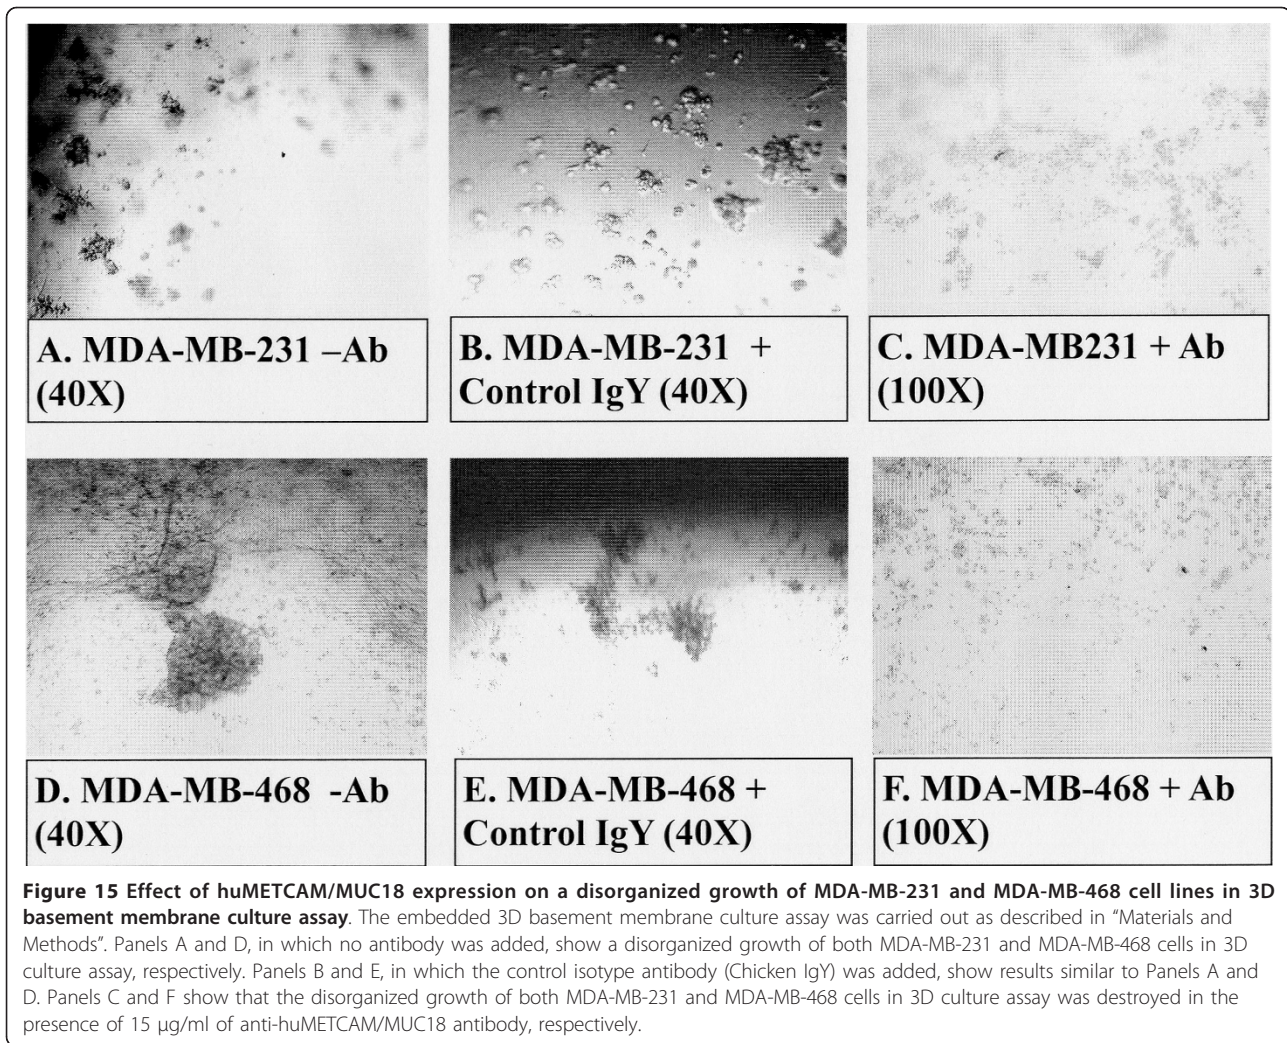 A. MDA-MB-231 –Ab
(40X)
B. MDA-MB-231 +
Control IgY (40X)
C. MDA-MB231 + Ab
(100X)
D. MDA-MB-468 -Ab
(40X)
E. MDA-MB-468 +
Control IgY (40X)
F. MDA-MB-468 + Ab
(100X)
Figure 15 Effect of huMETCAM/MUC18 expression on a disorganized growth of MDA-MB-231 and MDA-MB-468 cell lines in 3D
basement membrane culture assay. The embedded 3D basement membrane culture assay was carried out as described in “Materials and
Methods”. Panels A and D, in which no antibody was added, show a disorganized growth of both MDA-MB-231 and MDA-MB-468 cells in 3D
culture assay, respectively. Panels B and E, in which the control isotype antibody (Chicken IgY) was added, show results similar to Panels A and
D. Panels C and F show that the disorganized growth of both MDA-MB-231 and MDA-MB-468 cells in 3D culture assay was destroyed in the
presence of 15 μg/ml of anti-huMETCAM/MUC18 antibody, respectively.